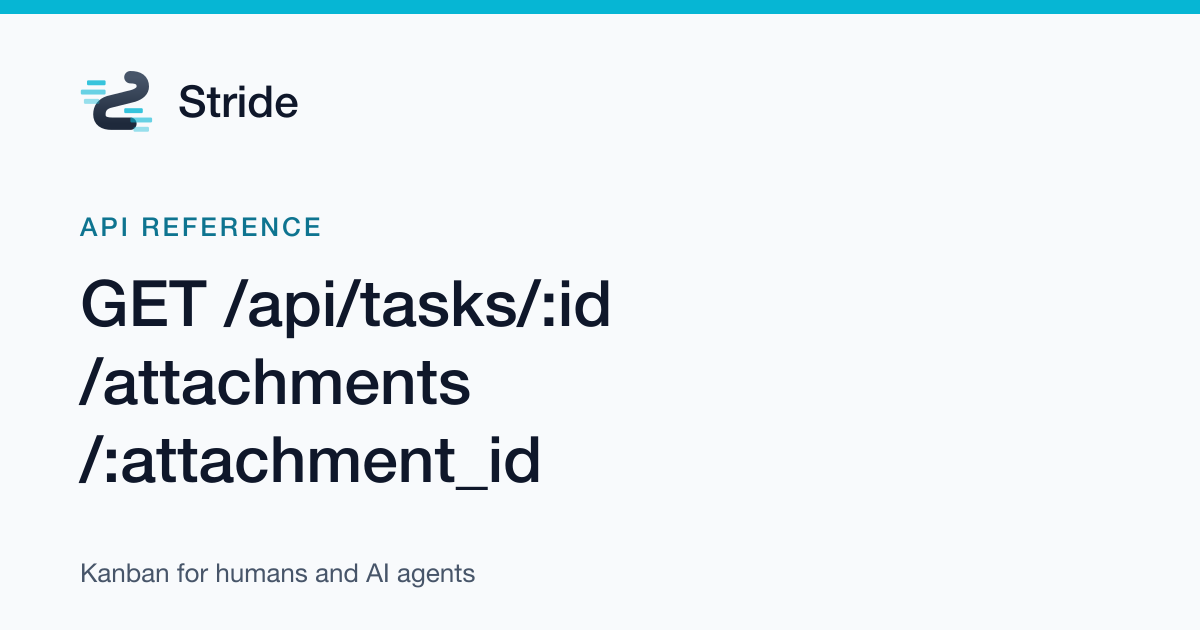 Stride
API REFERENCE
GET /api/tasks/:id
/attachments
/:attachment_id
Kanban for humans and AI agents